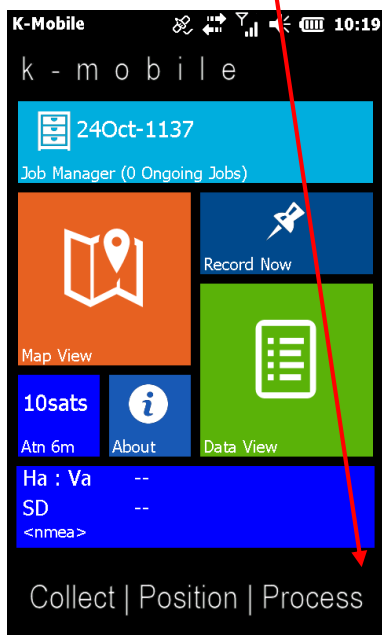 K-Mobile 10:19
k - m o b i l e
24Oct-1137
Job Manager (0 Ongoing Jobs)
Record Now
Map View
10sats
Atn 6m
About
Data View
Ha : Va --
SD --
<nmea>
Collect | Position | Process